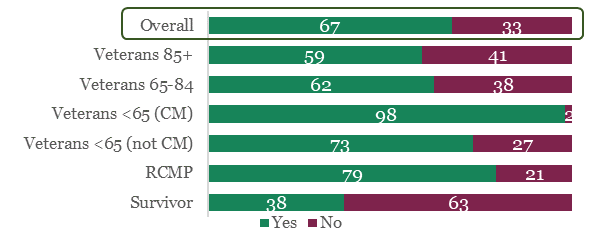 Overall 67 33
Veterans 85+ 59 41
Veterans 65-84 62 38
Veterans <65 (CM) 98 2
Veterans <65 (not CM) 73 27
RCMP 79 21
Survivor 38 63
Yes No